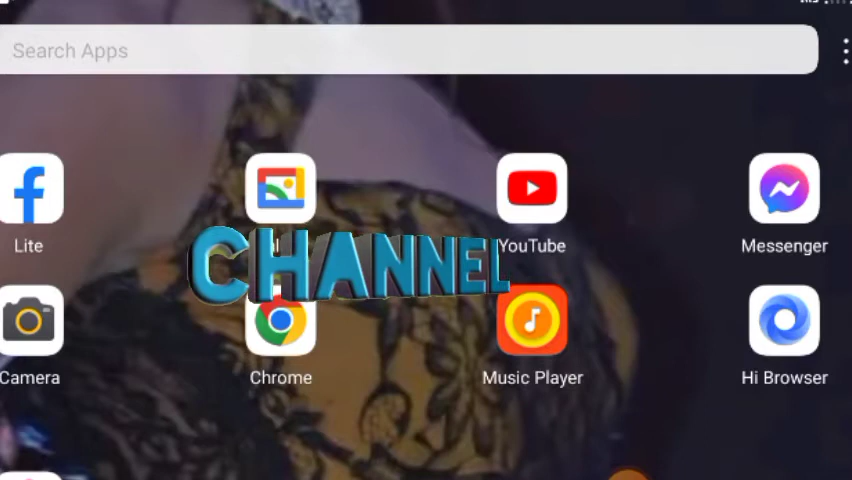 Search Apps
Lite
YouTube
Messenger
CHANNEL
Camera
Chrome
Music Player
Hi Browser